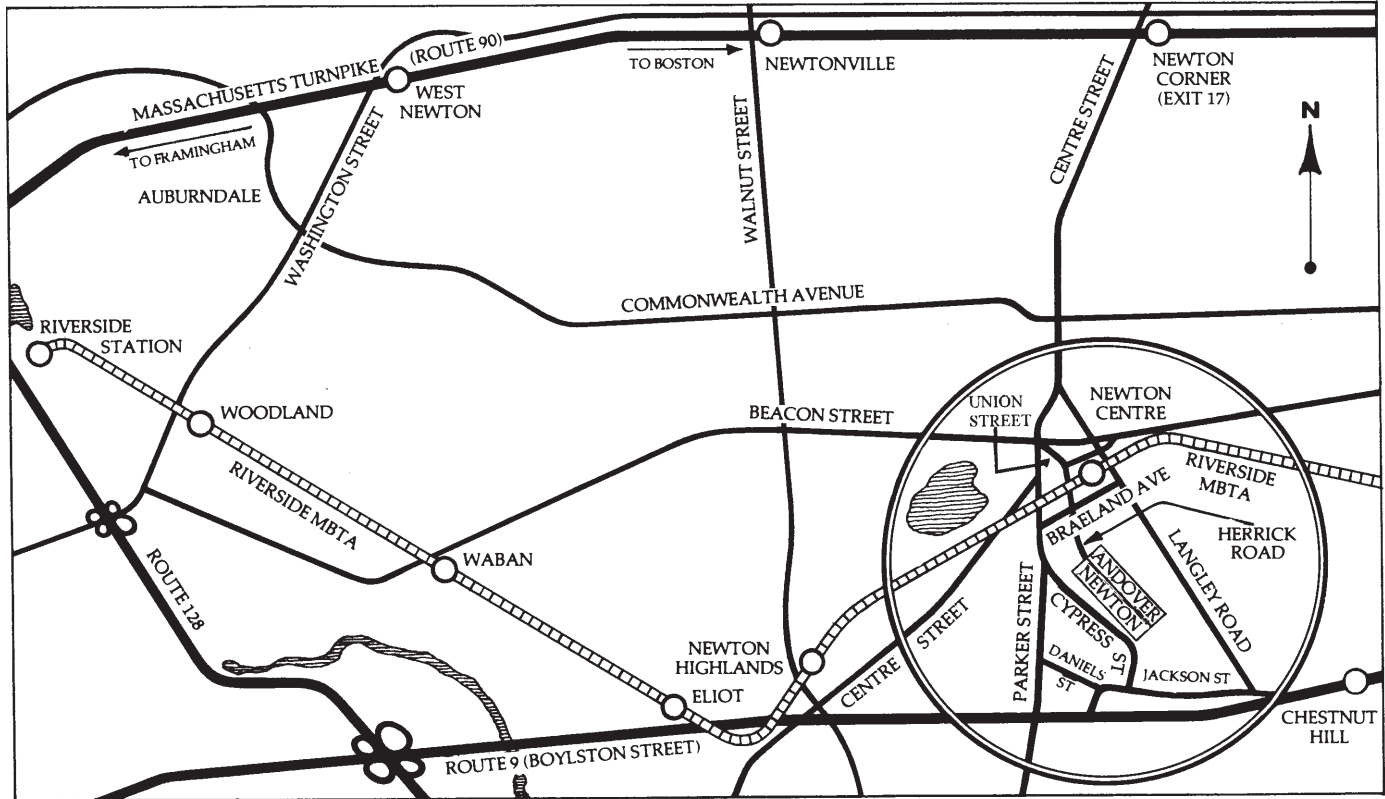 MASSACHUSETTS TURNPIKE
(ROUTE 90)
TO BOSTON
NEWTONVILLE
NEWTON
CORNER
(EXIT 17)
WEST
NEWTON
TO FRAMINGHAM
AUBURNDALE
WASHINGTON STREET
WALNUT STREET
CENTRE STREET
N
COMMONWEALTH AVENUE
RIVERSIDE
STATION
WOODLAND
RIVERSIDE MBTA
BEACON STREET
UNION
STREET
NEWTON
CENTRE
RIVERSIDE
MBTA
BRAELAND AVE
HERRICK
ROAD
WABAN
ROUTE 128
ANDOVER
NEWTON
LANGLEY ROAD
CYPRESS ST
PARKER STREET
CENTRE STREET
NEWTON
HIGHLANDS
ELIOT
DANIELS
ST
JACKSON ST
CHESTNUT
HILL
ROUTE 9 (BOYLSTON STREET)